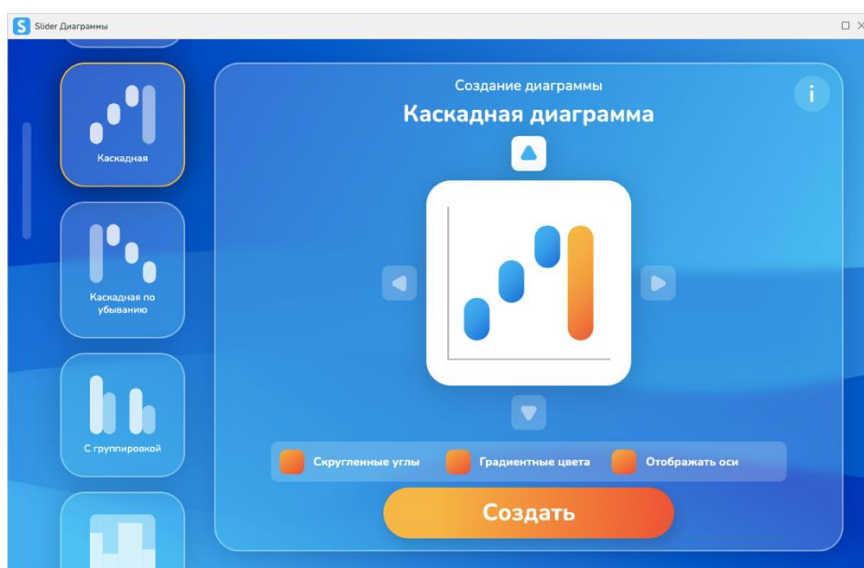 S Slider Диаграммы
Каскадная
Каскадная по
убыванию
С группировкой
Создание диаграммы
Каскадная диаграмма
i
Скругленные углы
Градиентные цвета
Отображать оси
Создать